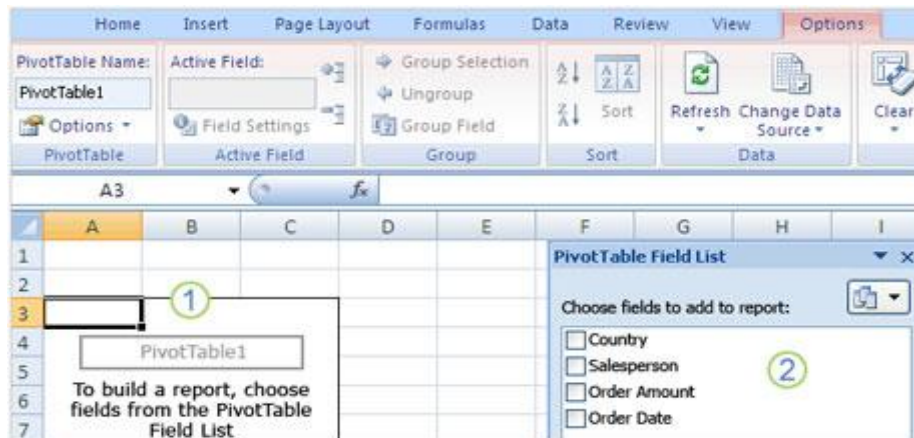 Home Insert Page Layout Formulas Data Review View Options
PivotTable Name: Active Field: Group Selection
PivotTable1 Ungroup Sort Refresh Change Data Source Clear
Options Field Settings Group Field
PivotTable Active Field Group Sort Data
A3 fx
A B C D E F G H I
1 PivotTable Field List
2
3 1 Choose fields to add to report:
4 PivotTable1 Country
5 Salesperson 2
To build a report, choose
6 fields from the PivotTable Order Amount
7 Field List Order Date